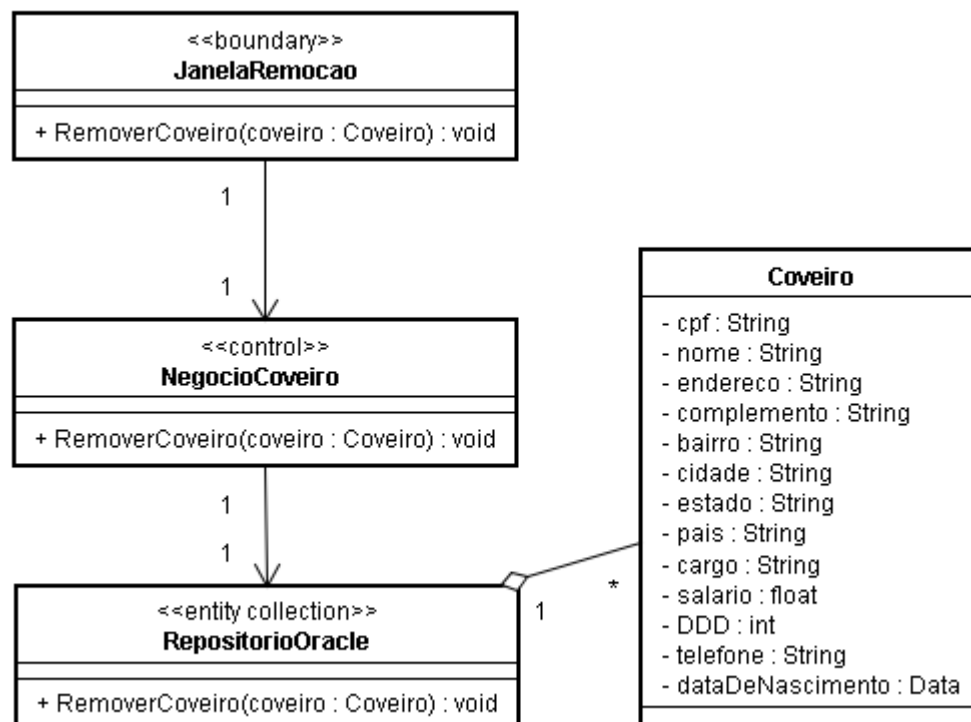 <<boundary>>
JanelaRemocao
+ RemoverCoveiro(coveiro : Coveiro) : void
1
1
<<control>>
NegocioCoveiro
+ RemoverCoveiro(coveiro : Coveiro) : void
1
1
<<entity collection>>
RepositorioOracle
+ RemoverCoveiro(coveiro : Coveiro) : void
1
*
Coveiro
- cpf : String
- nome : String
- endereco : String
- complemento : String
- bairro : String
- cidade : String
- estado : String
- pais : String
- cargo : String
- salario : float
- DDD : int
- telefone : String
- dataDeNascimento : Data